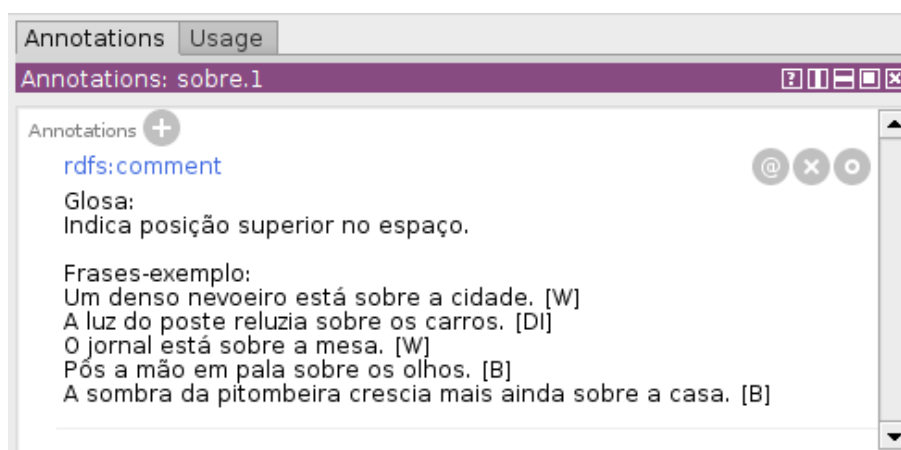 Annotations Usage
Annotations: sobre.1
Annotations
rdfs:comment
Glosa:
Indica posição superior no espaço.
Frases-exemplo:
Um denso nevoeiro está sobre a cidade. [W]
A luz do poste reluzia sobre os carros. [DI]
O jornal está sobre a mesa. [W]
Pôs a mão em pala sobre os olhos. [B]
A sombra da pitombeira crescia mais ainda sobre a casa. [B]